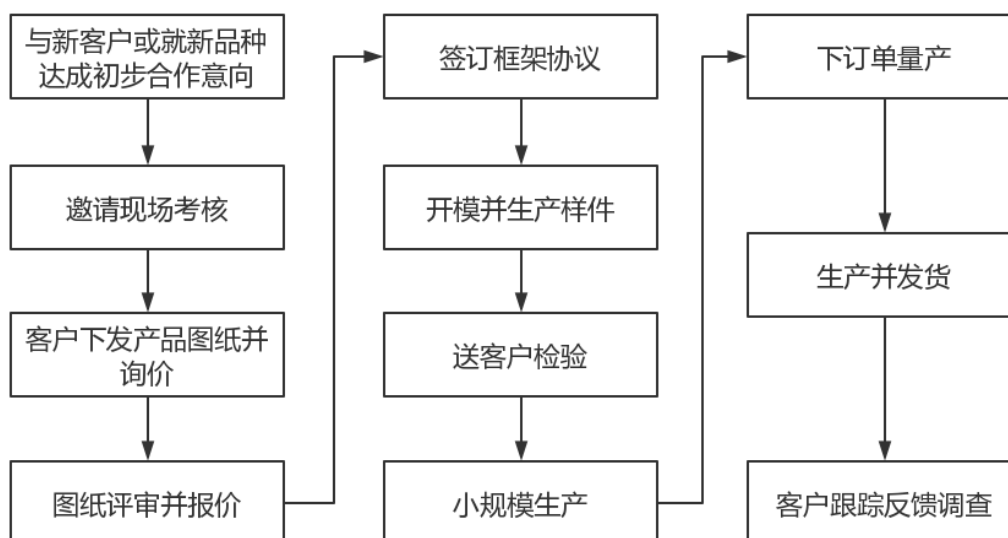 与新客户或就新品种
达成初步合作意向
邀请现场考核
客户下发产品图纸并
询价
图纸评审并报价
签订框架协议
开模并生产样件
送客户检验
小规模生产
下订单量产
生产并发货
客户跟踪反馈调查